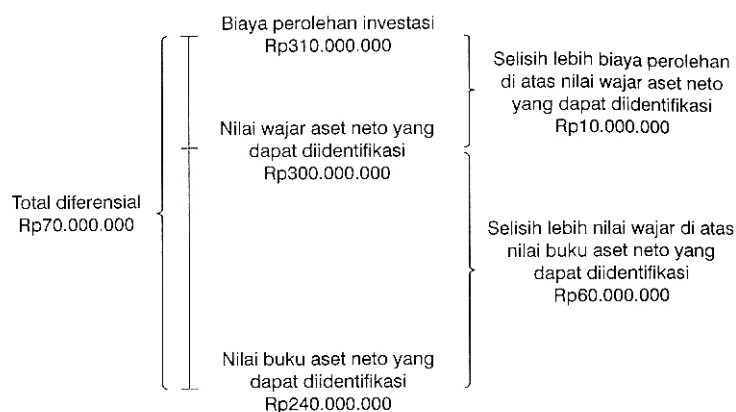 Biaya perolehan investasi
Rp310.000.000
Selisih lebih biaya perolehan
di atas nilai wajar aset neto
yang dapat diidentifikasi
Rp10.000.000
Nilai wajar aset neto yang
dapat diidentifikasi
Rp300.000.000
Total diferensial
Rp70.000.000
Selisih lebih nilai wajar di atas
nilai buku aset neto yang
dapat diidentifikasi
Rp60.000.000
Nilai buku aset neto yang
dapat diidentifikasi
Rp240.000.000